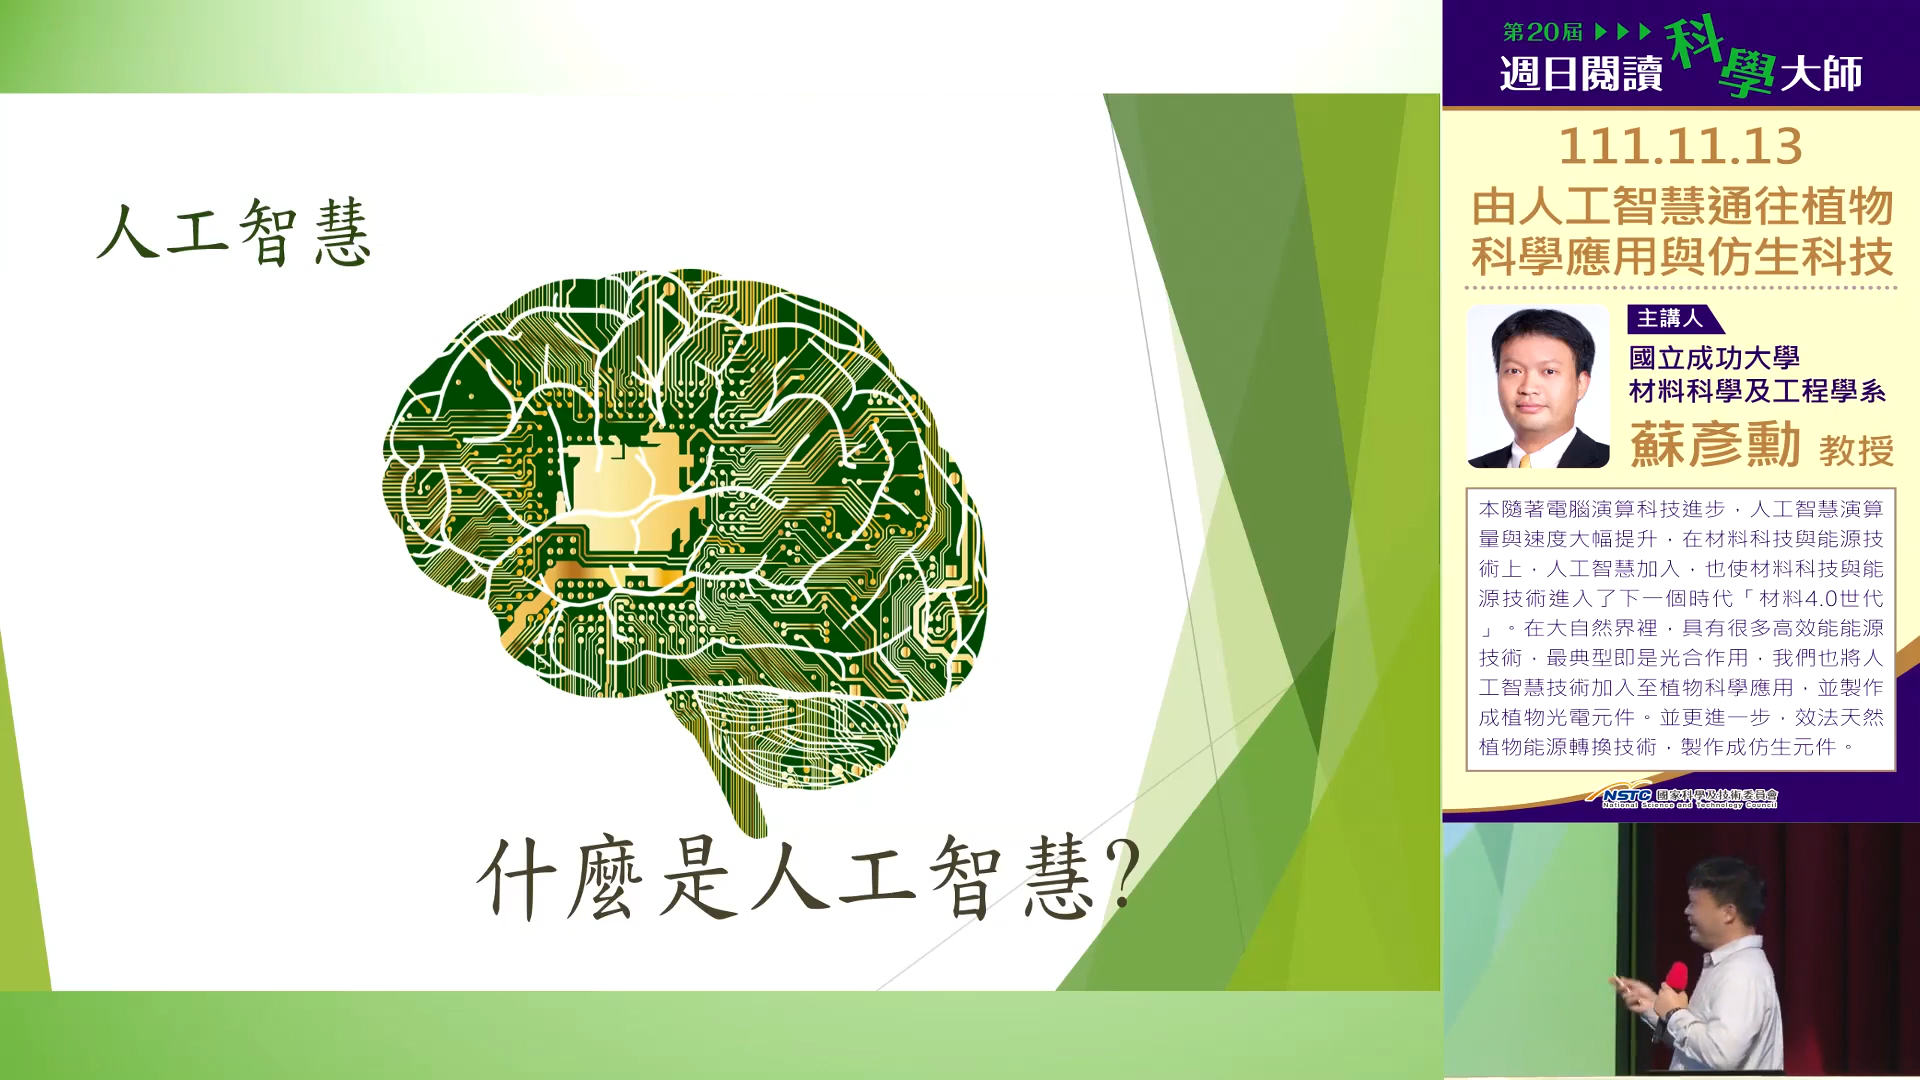 人工智慧
什麼是人工智慧?
第20屆
週日閱讀科學大師
111.11.13
由人工智慧通往植物
科學應用與仿生科技
主講人
國立成功大學
材料科學及工程學系
蘇彥勳 教授
本隨著電腦演算科技進步，人工智慧演算
量與速度大幅提升，在材料科技與能源技
術上，人工智慧加入，也使材料科技與能
源技術進入了下一個時代「材料4.0世代
」。在大自然界裡，具有很多高效能能源
技術，最典型即是光合作用，我們也將人
工智慧技術加入至植物科學應用，並製作
成植物光電元件。並更進一步，效法天然
植物能源轉換技術，製作成仿生元件。
NSTC 國家科學及技術委員會
National Science and Technology Council